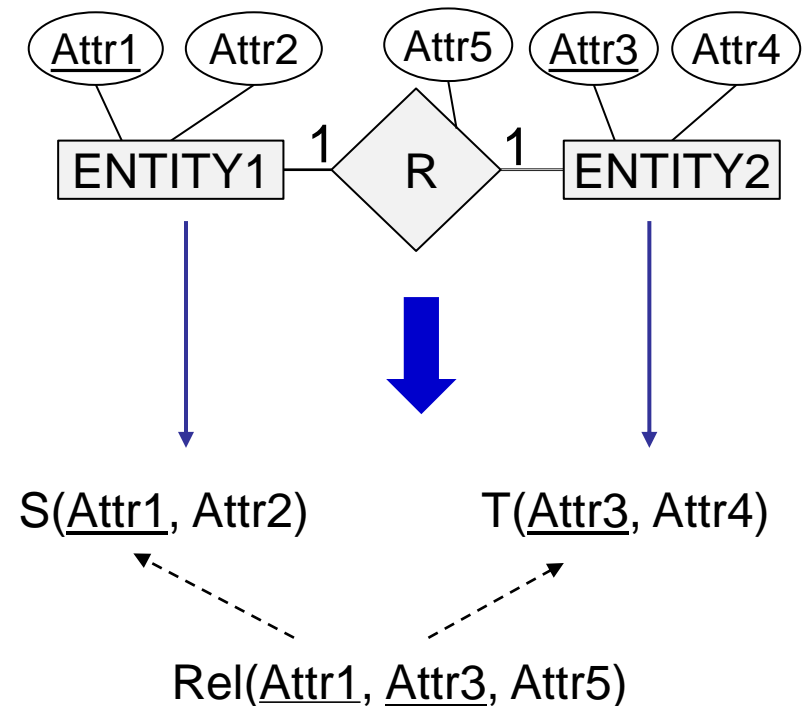 Attr1 Attr2 Attr5 Attr3 Attr4
ENTITY1 1 R 1 ENTITY2
S(Attr1, Attr2) T(Attr3, Attr4)
Rel(Attr1, Attr3, Attr5)